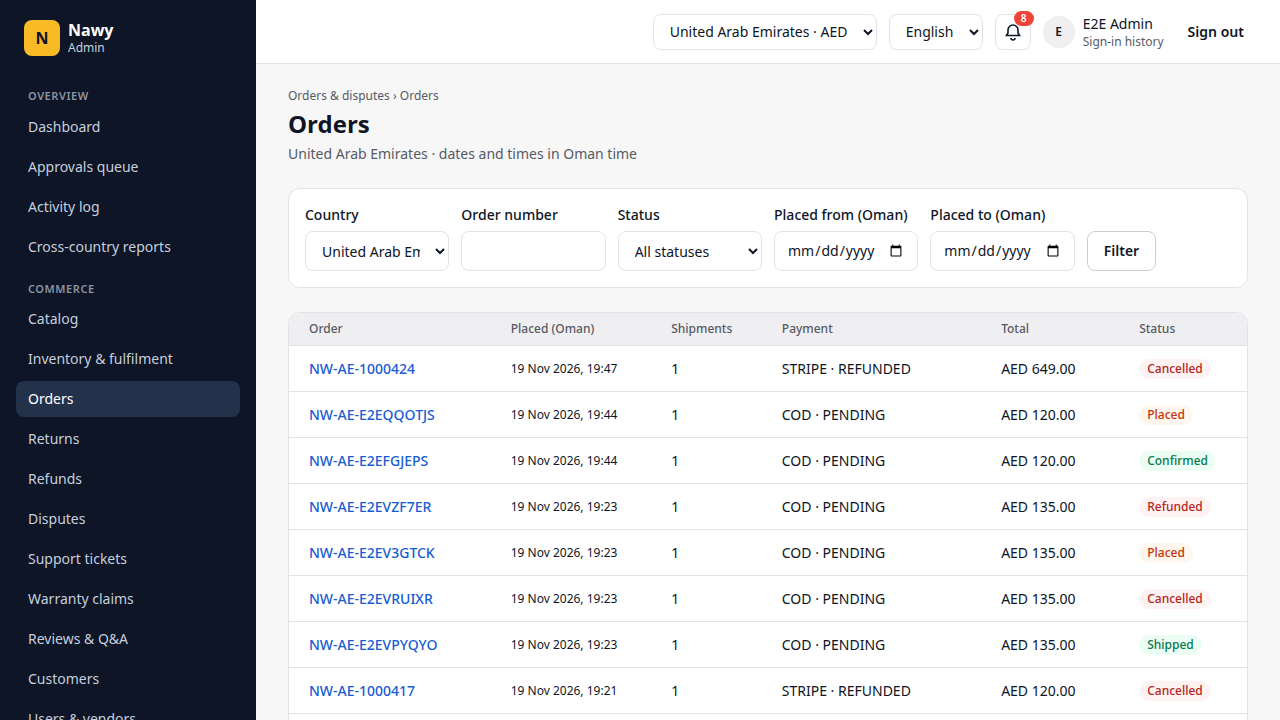 N
Nawy
Admin
OVERVIEW
Dashboard
Approvals queue
Activity log
Cross-country reports
COMMERCE
Catalog
Inventory & fulfilment
Orders
Returns
Refunds
Disputes
Support tickets
Warranty claims
Reviews & Q&A
Customers
Users & vendors
United Arab Emirates · AED
English
8
E
E2E Admin
Sign-in history
Sign out
Orders & disputes › Orders
Orders
United Arab Emirates · dates and times in Oman time
Country Order number Status Placed from (Oman) Placed to (Oman)
United Arab Em All statuses mm/dd/yyyy mm/dd/yyyy Filter
Order Placed (Oman) Shipments Payment Total Status
NW-AE-1000424 19 Nov 2026, 19:47 1 STRIPE · REFUNDED AED 649.00 Cancelled
NW-AE-E2EQQOTJS 19 Nov 2026, 19:44 1 COD · PENDING AED 120.00 Placed
NW-AE-E2EFGJEPS 19 Nov 2026, 19:44 1 COD · PENDING AED 120.00 Confirmed
NW-AE-E2EVZF7ER 19 Nov 2026, 19:23 1 COD · PENDING AED 135.00 Refunded
NW-AE-E2EV3GTCK 19 Nov 2026, 19:23 1 COD · PENDING AED 135.00 Placed
NW-AE-E2EVRUIXR 19 Nov 2026, 19:23 1 COD · PENDING AED 135.00 Cancelled
NW-AE-E2EVPYQYO 19 Nov 2026, 19:23 1 COD · PENDING AED 135.00 Shipped
NW-AE-1000417 19 Nov 2026, 19:21 1 STRIPE · REFUNDED AED 120.00 Cancelled